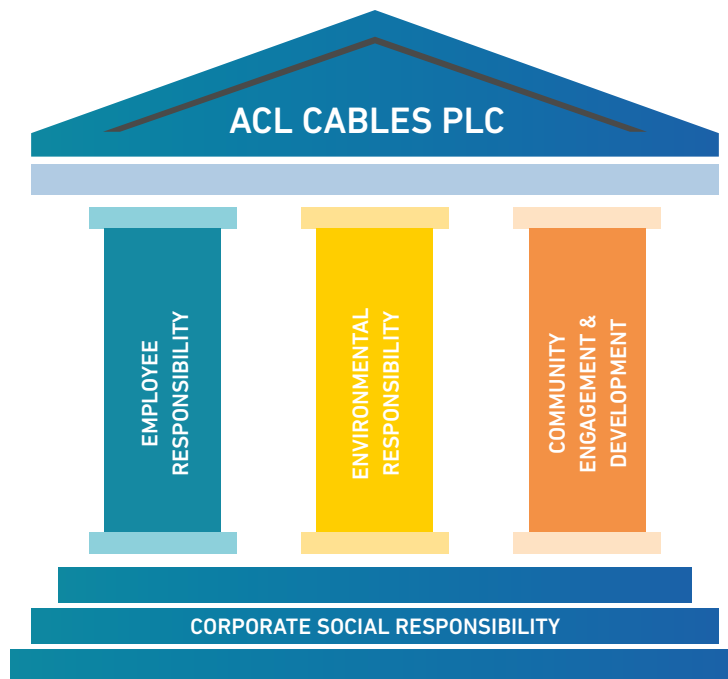 ACL CABLES PLC
EMPLOYEE
RESPONSIBILITY
ENVIRONMENTAL
RESPONSIBILITY
COMMUNITY
ENGAGEMENT &
DEVELOPMENT
CORPORATE SOCIAL RESPONSIBILITY